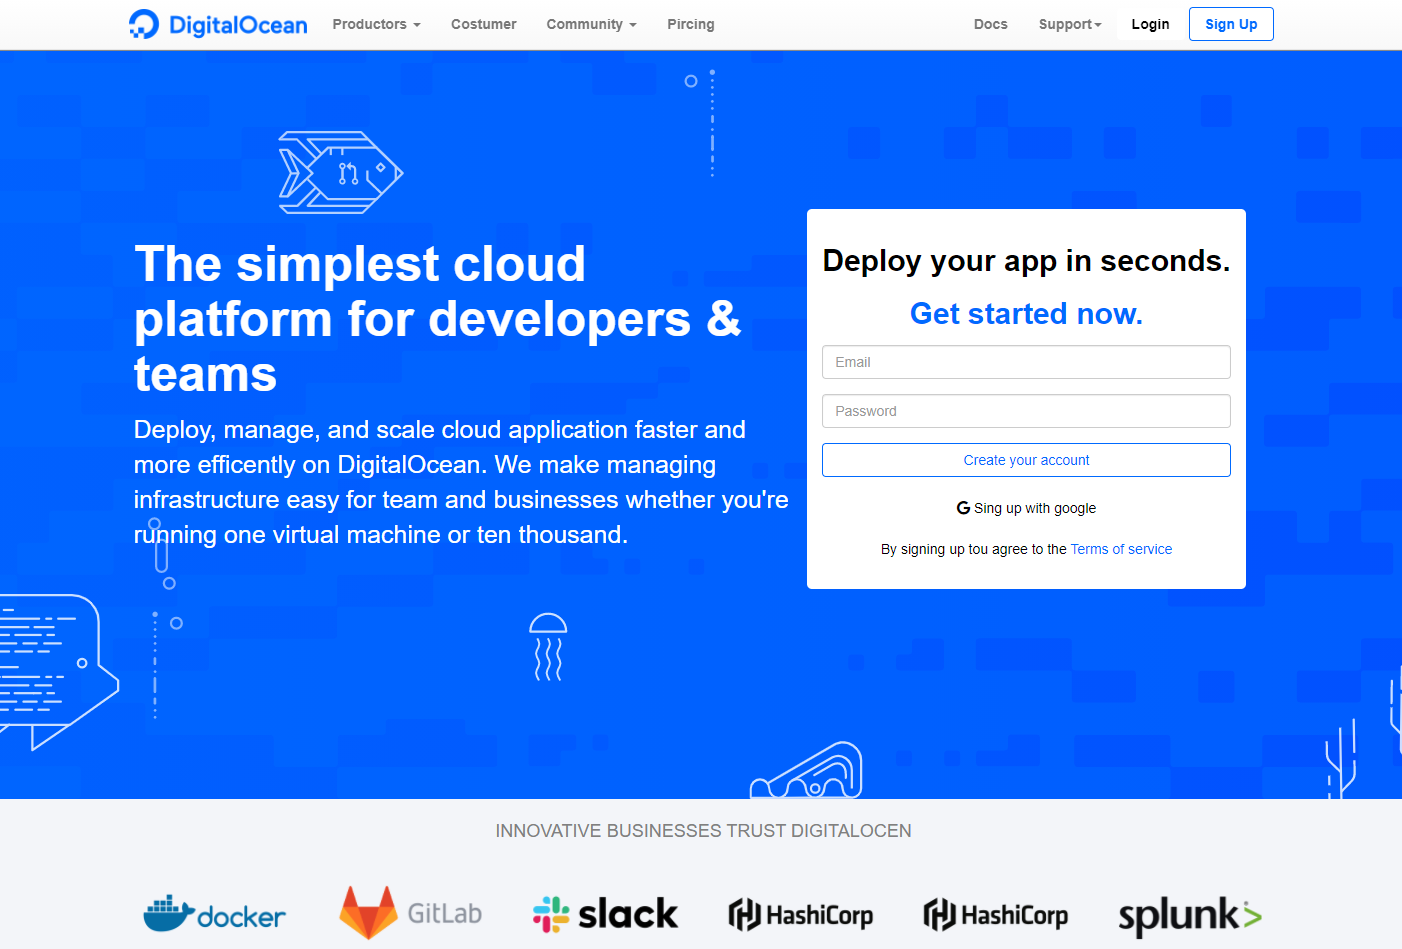 DigitalOcean Productors Costumer Community Pircing Docs Support Login Sign Up
The simplest cloud
platform for developers &
teams
Deploy, manage, and scale cloud application faster and
more efficently on DigitalOcean. We make managing
infrastructure easy for team and businesses whether you're
running one virtual machine or ten thousand.
Deploy your app in seconds.
Get started now.
Email
Password
Create your account
Sing up with google
By signing up tou agree to the Terms of service
INNOVATIVE BUSINESSES TRUST DIGITALOCEN
docker GitLab slack HashiCorp HashiCorp splunk>